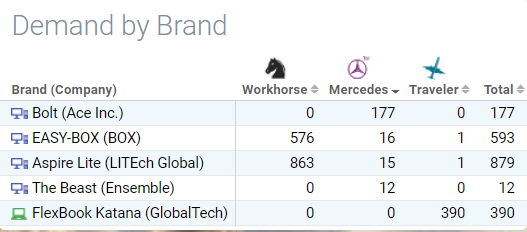 Demand by Brand
Brand (Company) Workhorse Mercedes Traveler Total
Bolt (Ace Inc.) 0 177 0 177
EASY-BOX (BOX) 576 16 1 593
Aspire Lite (LITEch Global) 863 15 1 879
The Beast (Ensemble) 0 12 0 12
FlexBook Katana (GlobalTech) 0 0 390 390